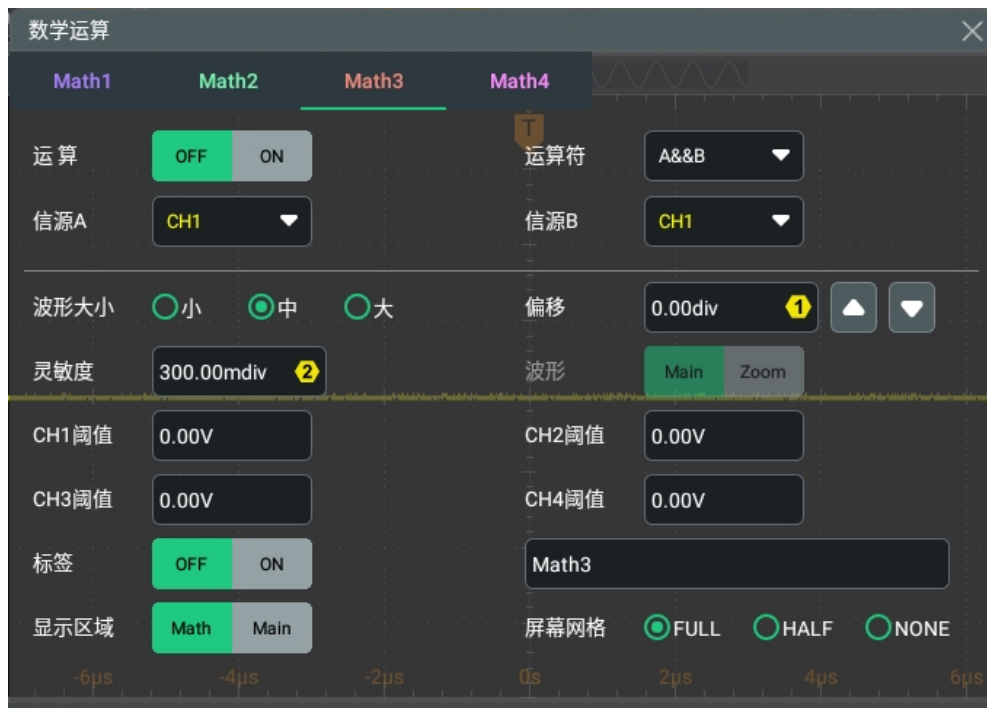 数学运算
Math1 Math2 Math3 Math4
T
运算 OFF ON 运算符 A&&B
信源A CH1 信源B CH1
波形大小 小 中 大 偏移 0.00div 1
灵敏度 300.00mdiv 2 波形 Main Zoom
CH1阈值 0.00V CH2阈值 0.00V
CH3阈值 0.00V CH4阈值 0.00V
标签 OFF ON Math3
显示区域 Math Main 屏幕网格 FULL HALF NONE
-6μs -4μs -2μs 0s 2μs 4μs 6μs